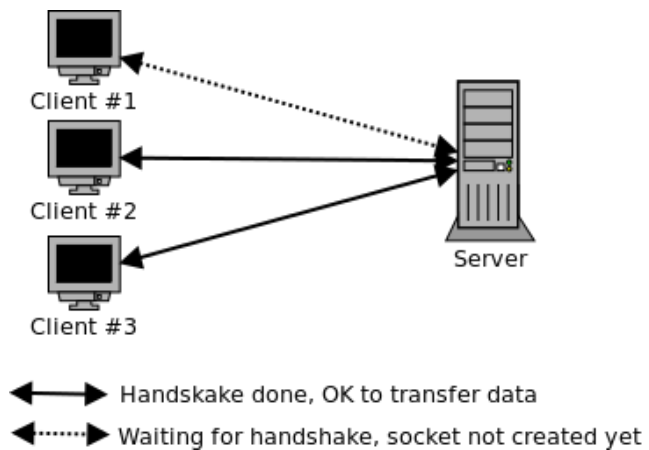 Client #1
Client #2
Server
Client #3
Handskake done, OK to transfer data
Waiting for handshake, socket not created yet